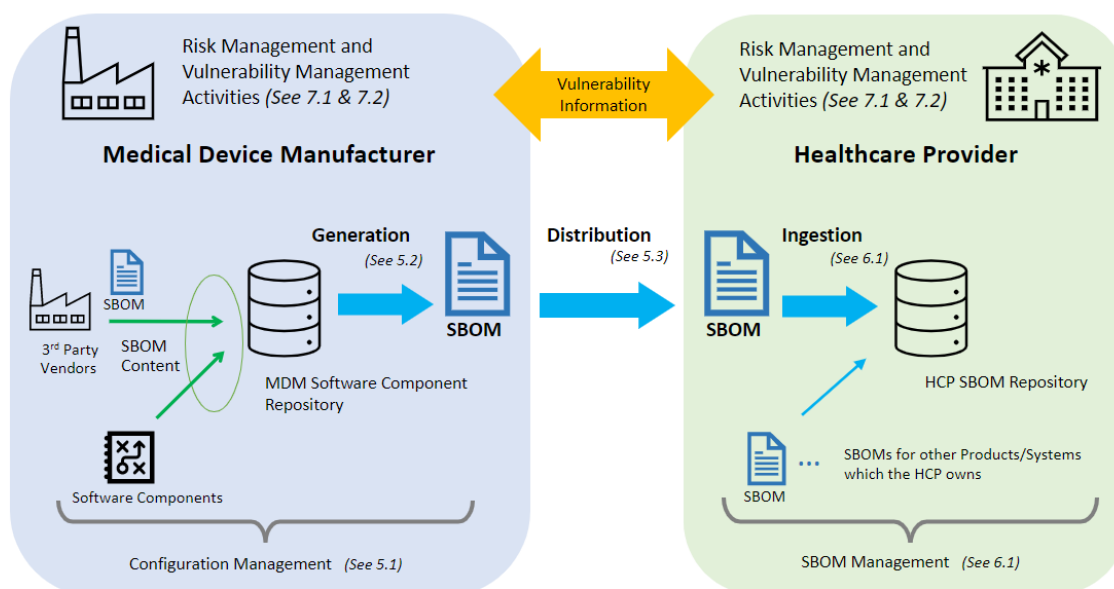 Risk Management and
Vulnerability Management
Activities (See 7.1 & 7.2)
Medical Device Manufacturer
Vulnerability
Information
Risk Management and
Vulnerability Management
Activities (See 7.1 & 7.2)
Healthcare Provider
Generation
(See 5.2)
Distribution
(See 5.3)
Ingestion
(See 6.1)
SBOM
3rd Party
Vendors
SBOM
Content
MDM Software Component
Repository
SBOM
SBOM
HCP SBOM Repository
Software Components
SBOM
...
SBOMs for other Products/Systems
which the HCP owns
Configuration Management (See 5.1)
SBOM Management (See 6.1)